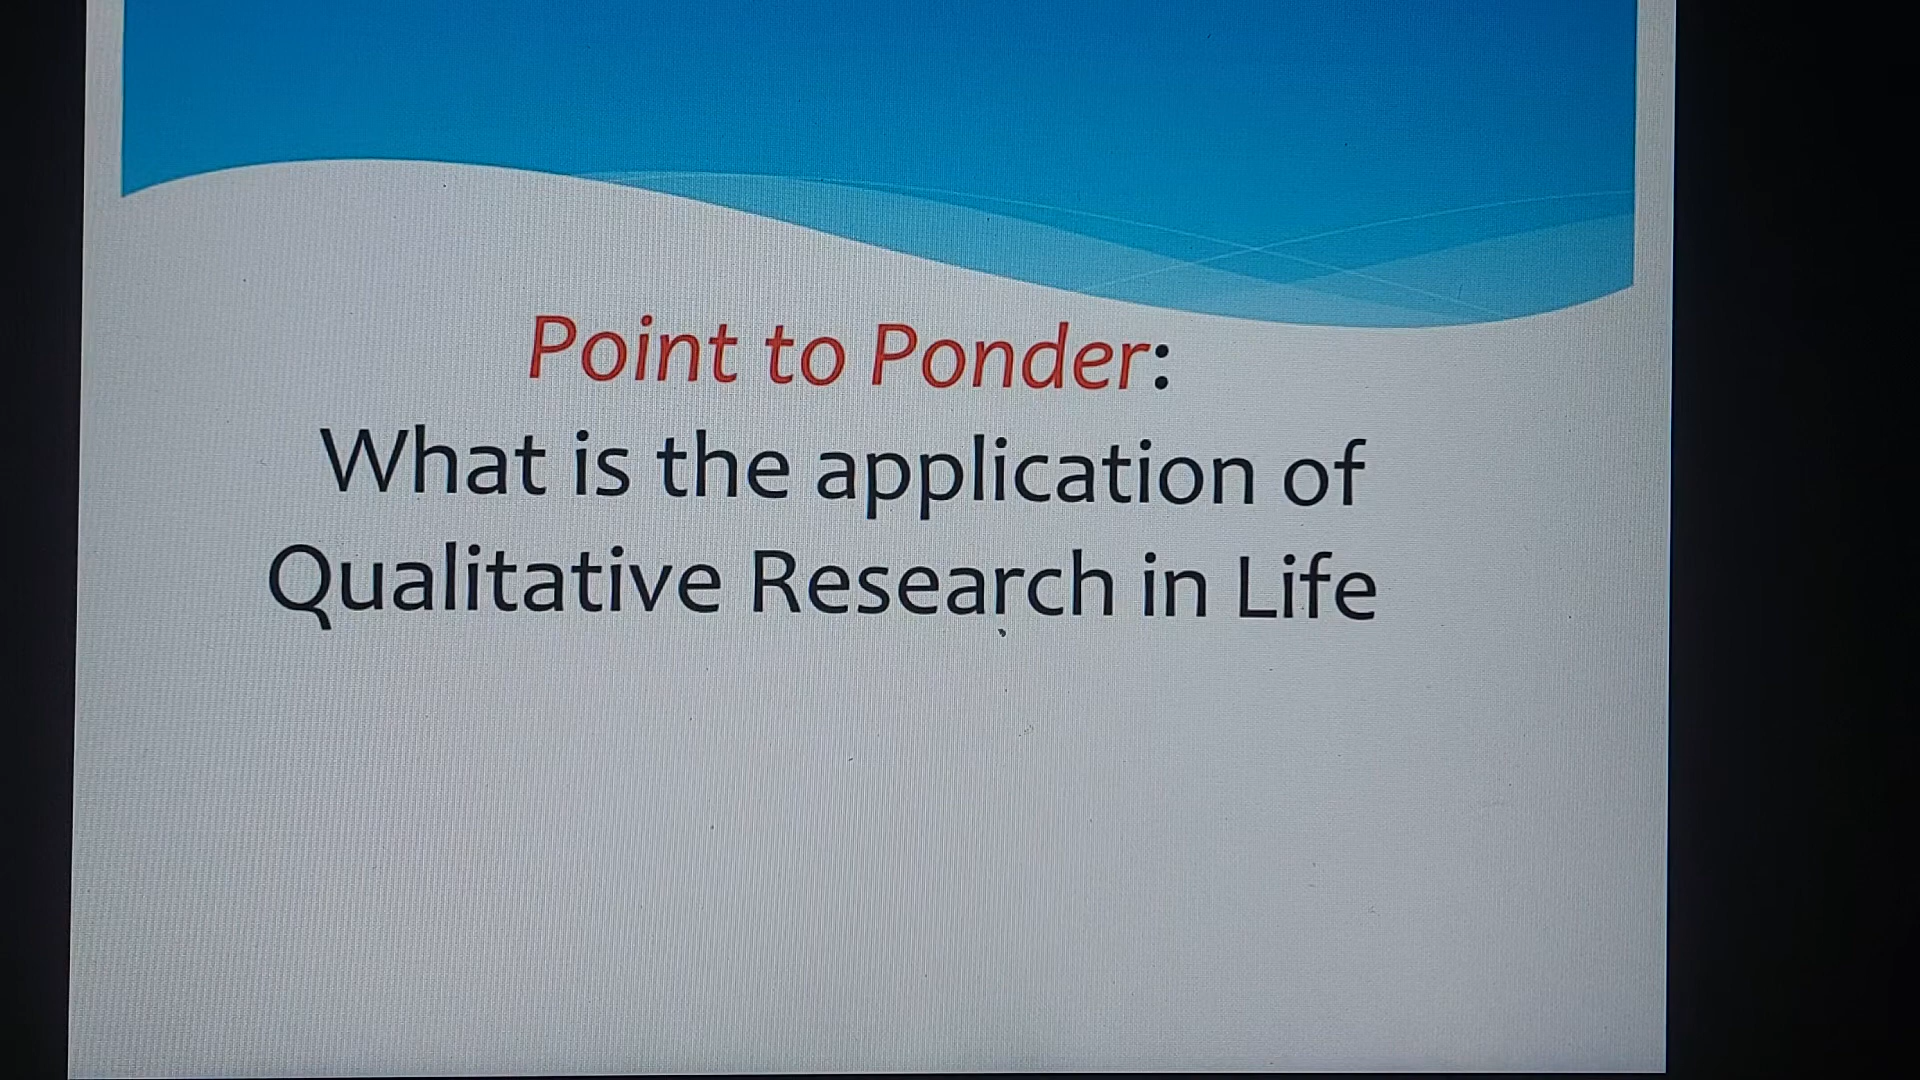 Point to Ponder:
What is the application of
Qualitative Research in Life